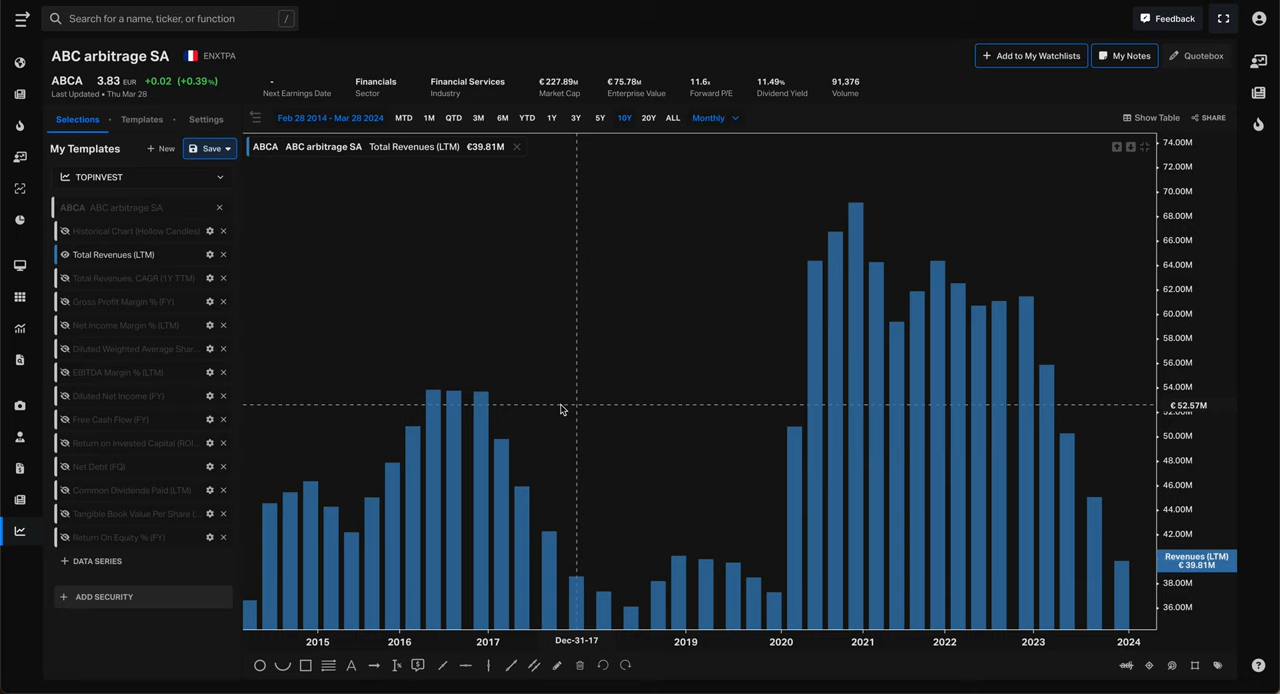 Search for a name, ticker, or function
/
Feedback
ABC arbitrage SA
ENXTPA
Add to My Watchlists
My Notes
Quotebox
ABCA 3.83 EUR +0.02 (+0.39%)
Last Updated • Thu Mar 28
-
Next Earnings Date
Financials
Sector
Financial Services
Industry
€ 227.89M
Market Cap
€ 75.78M
Enterprise Value
11.6x
Forward P/E
11.49%
Dividend Yield
91,376
Volume
Selections • Templates • Settings
Feb 28 2014 - Mar 28 2024 MTD 1M QTD 3M 6M YTD 1Y 3Y 5Y 10Y 20Y ALL Monthly
Show Table
SHARE
My Templates
+ New
Save
TOPINVEST
ABCA ABC arbitrage SA
Historical Chart (Hollow Candles)
Total Revenues (LTM)
Total Revenues, CAGR (1Y TTM)
Gross Profit Margin % (FY)
Net Income Margin % (LTM)
Diluted Weighted Average Shar...
EBITDA Margin % (LTM)
Diluted Net Income (FY)
Free Cash Flow (FY)
Return on Invested Capital (ROI...
Net Debt (FQ)
Common Dividends Paid (LTM)
Tangible Book Value Per Share (...
Return On Equity % (FY)
+ DATA SERIES
+ ADD SECURITY
ABCA ABC arbitrage SA Total Revenues (LTM) €39.81M
74.00M
72.00M
70.00M
68.00M
66.00M
64.00M
62.00M
60.00M
58.00M
56.00M
54.00M
€ 52.57M
52.00M
50.00M
48.00M
46.00M
44.00M
42.00M
Revenues (LTM)
€ 39.81M
38.00M
36.00M
2015 2016 2017 Dec-31-17 2019 2020 2021 2022 2023 2024